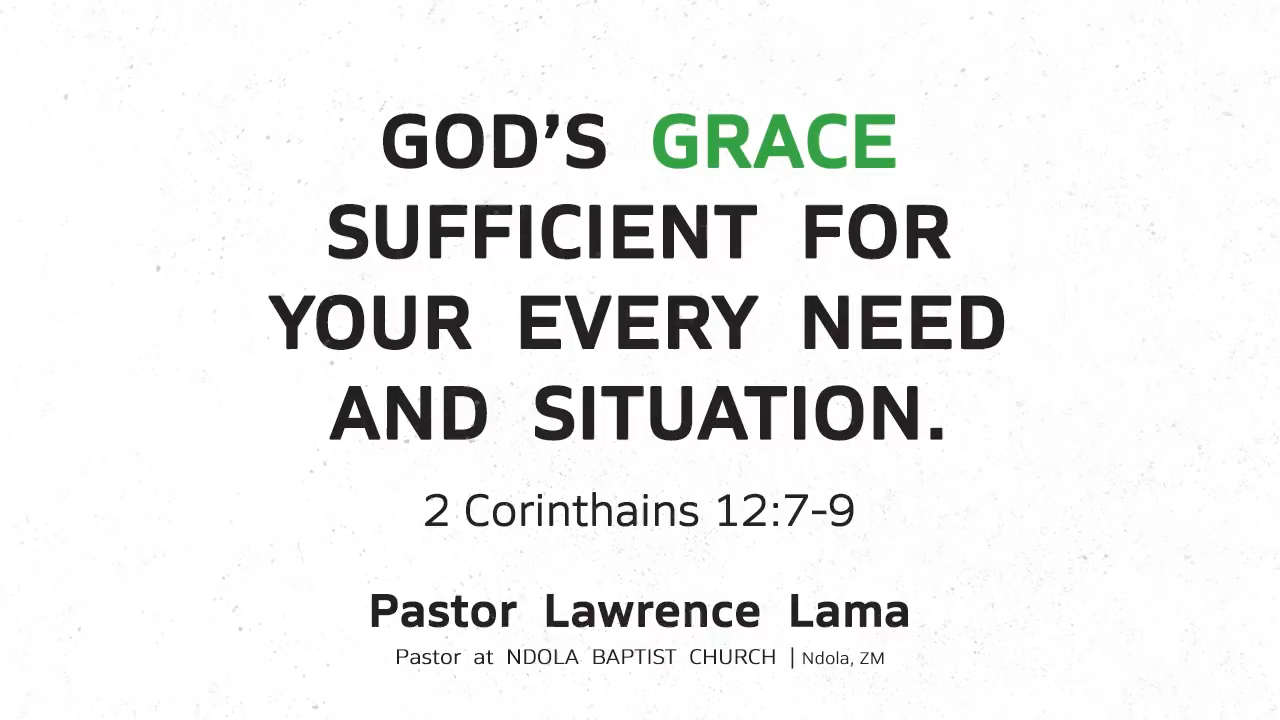 GOD’S GRACE
SUFFICIENT FOR
YOUR EVERY NEED
AND SITUATION.
2 Corinthains 12:7-9
Pastor Lawrence Lama
Pastor at NDOLA BAPTIST CHURCH | Ndola, ZM